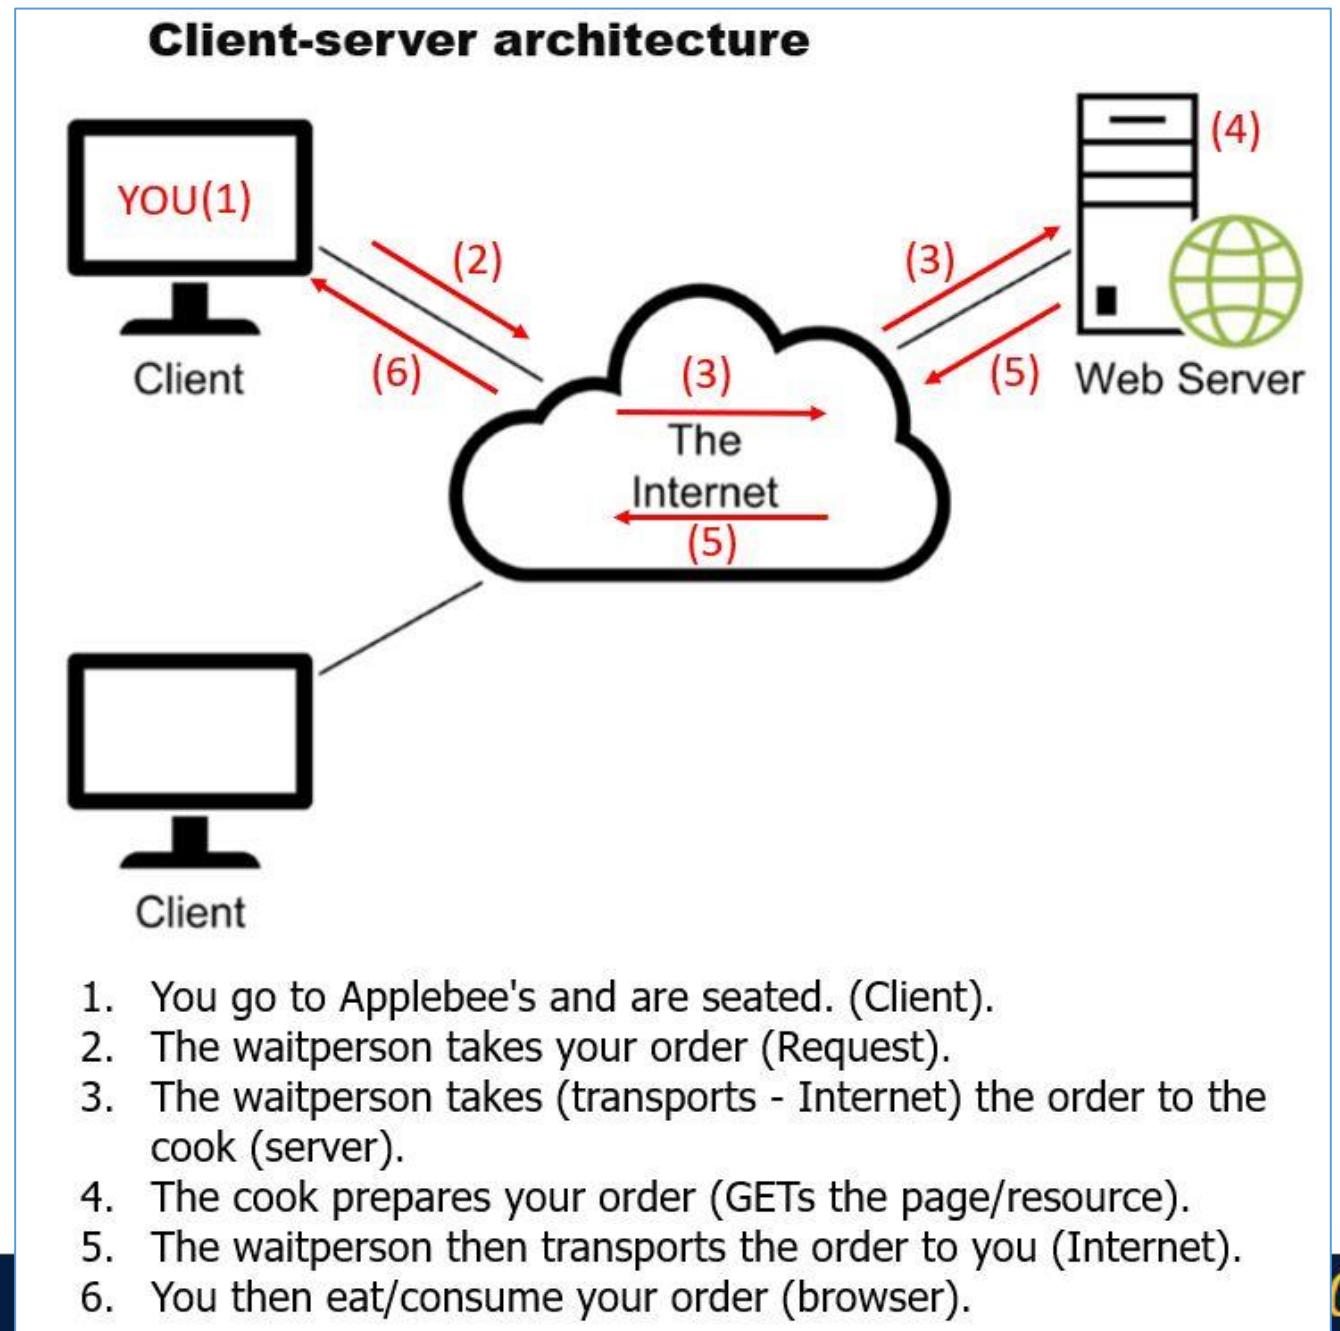 Client-server architecture
YOU(1)
(4)
(2)
(3)
Client
(6)
(3)
(5)
Web Server
The
Internet
(5)
Client
1. You go to Applebee's and are seated. (Client).
2. The waitperson takes your order (Request).
3. The waitperson takes (transports - Internet) the order to the
cook (server).
4. The cook prepares your order (GETs the page/resource).
5. The waitperson then transports the order to you (Internet).
6. You then eat/consume your order (browser).